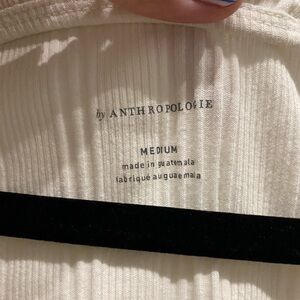 by ANTHROPOLOGIE
MEDIUM
made in guatemala
fabriqué au guatemala